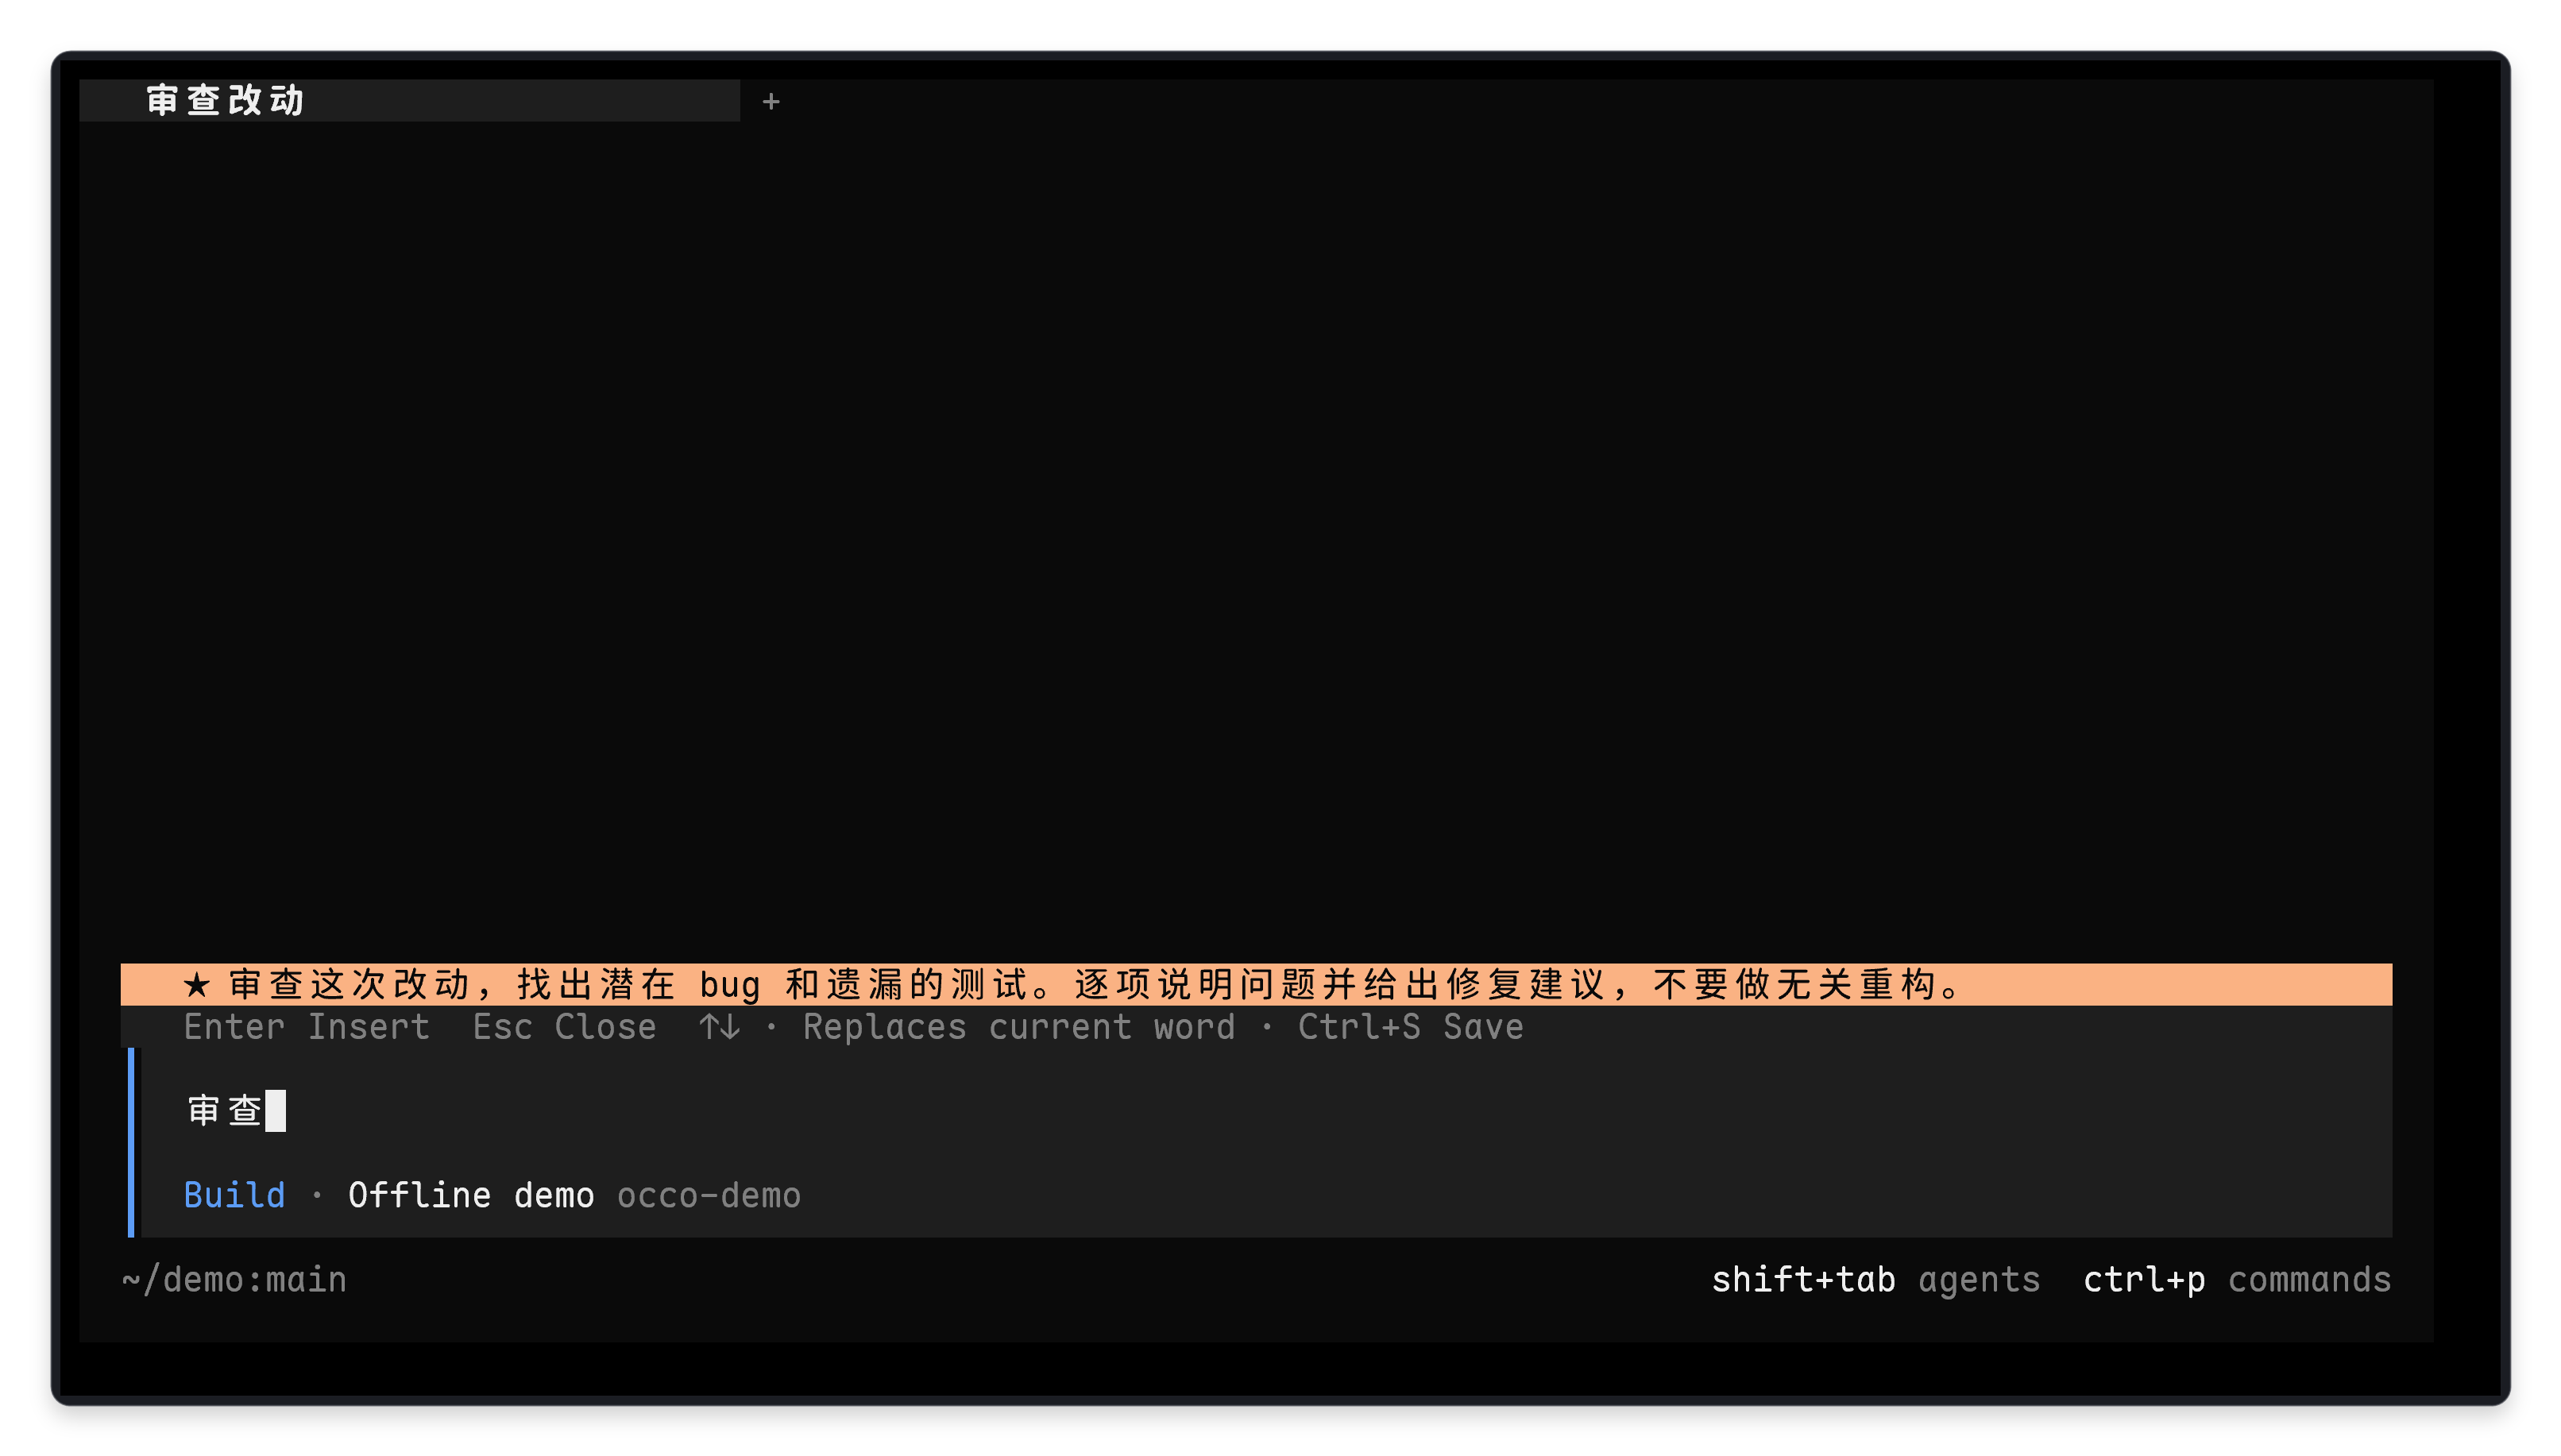 审查改动 +
★ 审查这次改动，找出潜在 bug 和遗漏的测试。逐项说明问题并给出修复建议，不要做无关重构。
Enter Insert  Esc Close  ↑↓ · Replaces current word · Ctrl+S Save
审查
Build · Offline demo occo-demo
~/demo:main shift+tab agents  ctrl+p commands